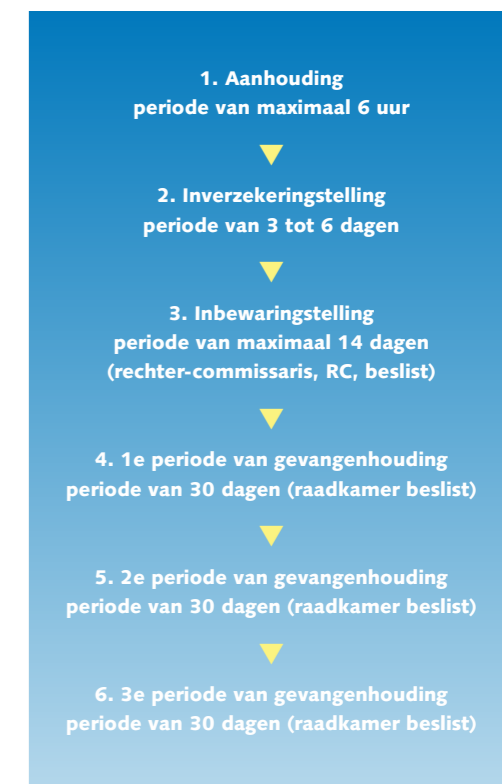 1. Aanhouding
periode van maximaal 6 uur
2. Inverzekeringstelling
periode van 3 tot 6 dagen
3. Inbewaringstelling
periode van maximaal 14 dagen
(rechter-commissaris, RC, beslist)
4. 1e periode van gevangenhouding
periode van 30 dagen (raadkamer beslist)
5. 2e periode van gevangenhouding
periode van 30 dagen (raadkamer beslist)
6. 3e periode van gevangenhouding
periode van 30 dagen (raadkamer beslist)